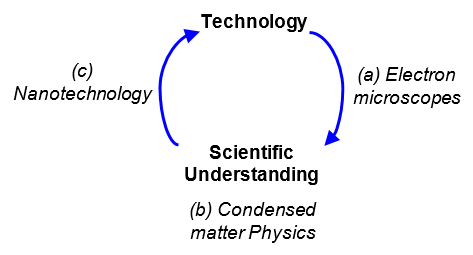 Technology
(a) Electron
microscopes
Scientific
Understanding
(b) Condensed
matter Physics
(c)
Nanotechnology